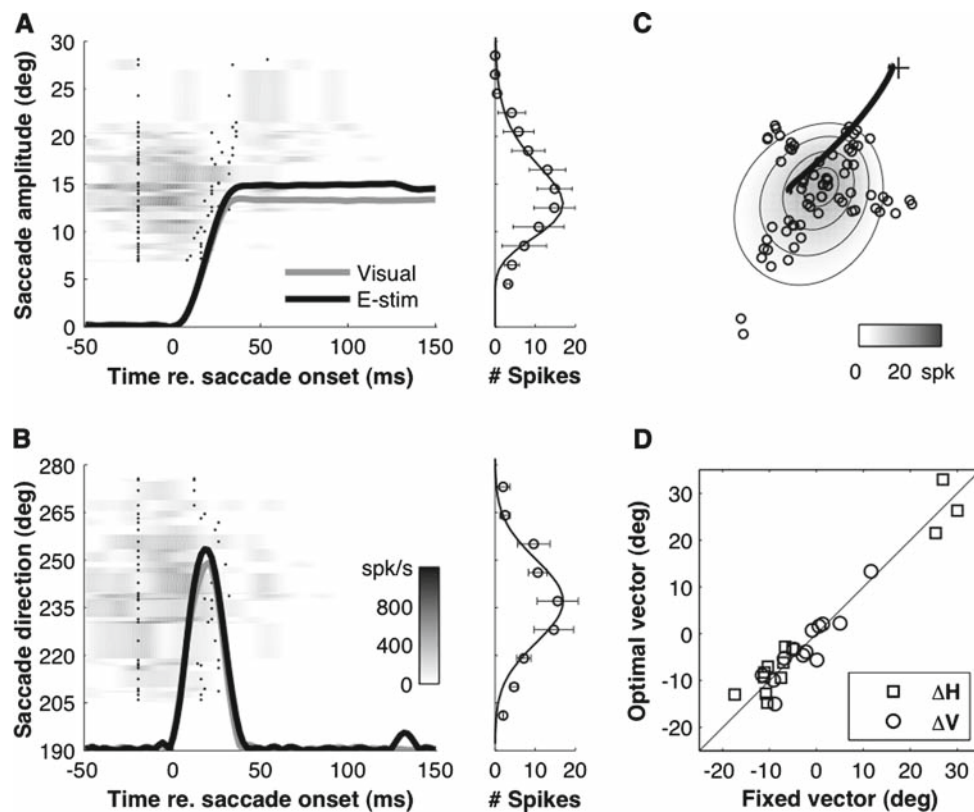 A
Saccade amplitude (deg)
30
25
20
15
10
5
0
-50 0 50 100 150
Time re. saccade onset (ms)
Visual
E-stim
0 10 20
# Spikes
C
0 20 spk
B
Saccade direction (deg)
280
265
250
235
220
205
190
-50 0 50 100 150
Time re. saccade onset (ms)
spk/s
800
400
0
0 10 20
# Spikes
D
Optimal vector (deg)
30
20
10
0
-10
-20
-20 -10 0 10 20 30
Fixed vector (deg)
ΔH
ΔV